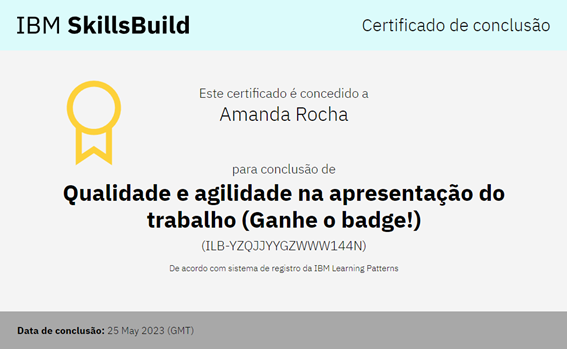 IBM SkillsBuild
Certificado de conclusão
Este certificado é concedido a
Amanda Rocha
para conclusão de
Qualidade e agilidade na apresentação do
trabalho (Ganhe o badge!)
(ILB-YZQJJYYGZWWW144N)
De acordo com sistema de registro da IBM Learning Patterns
Data de conclusão: 25 May 2023 (GMT)